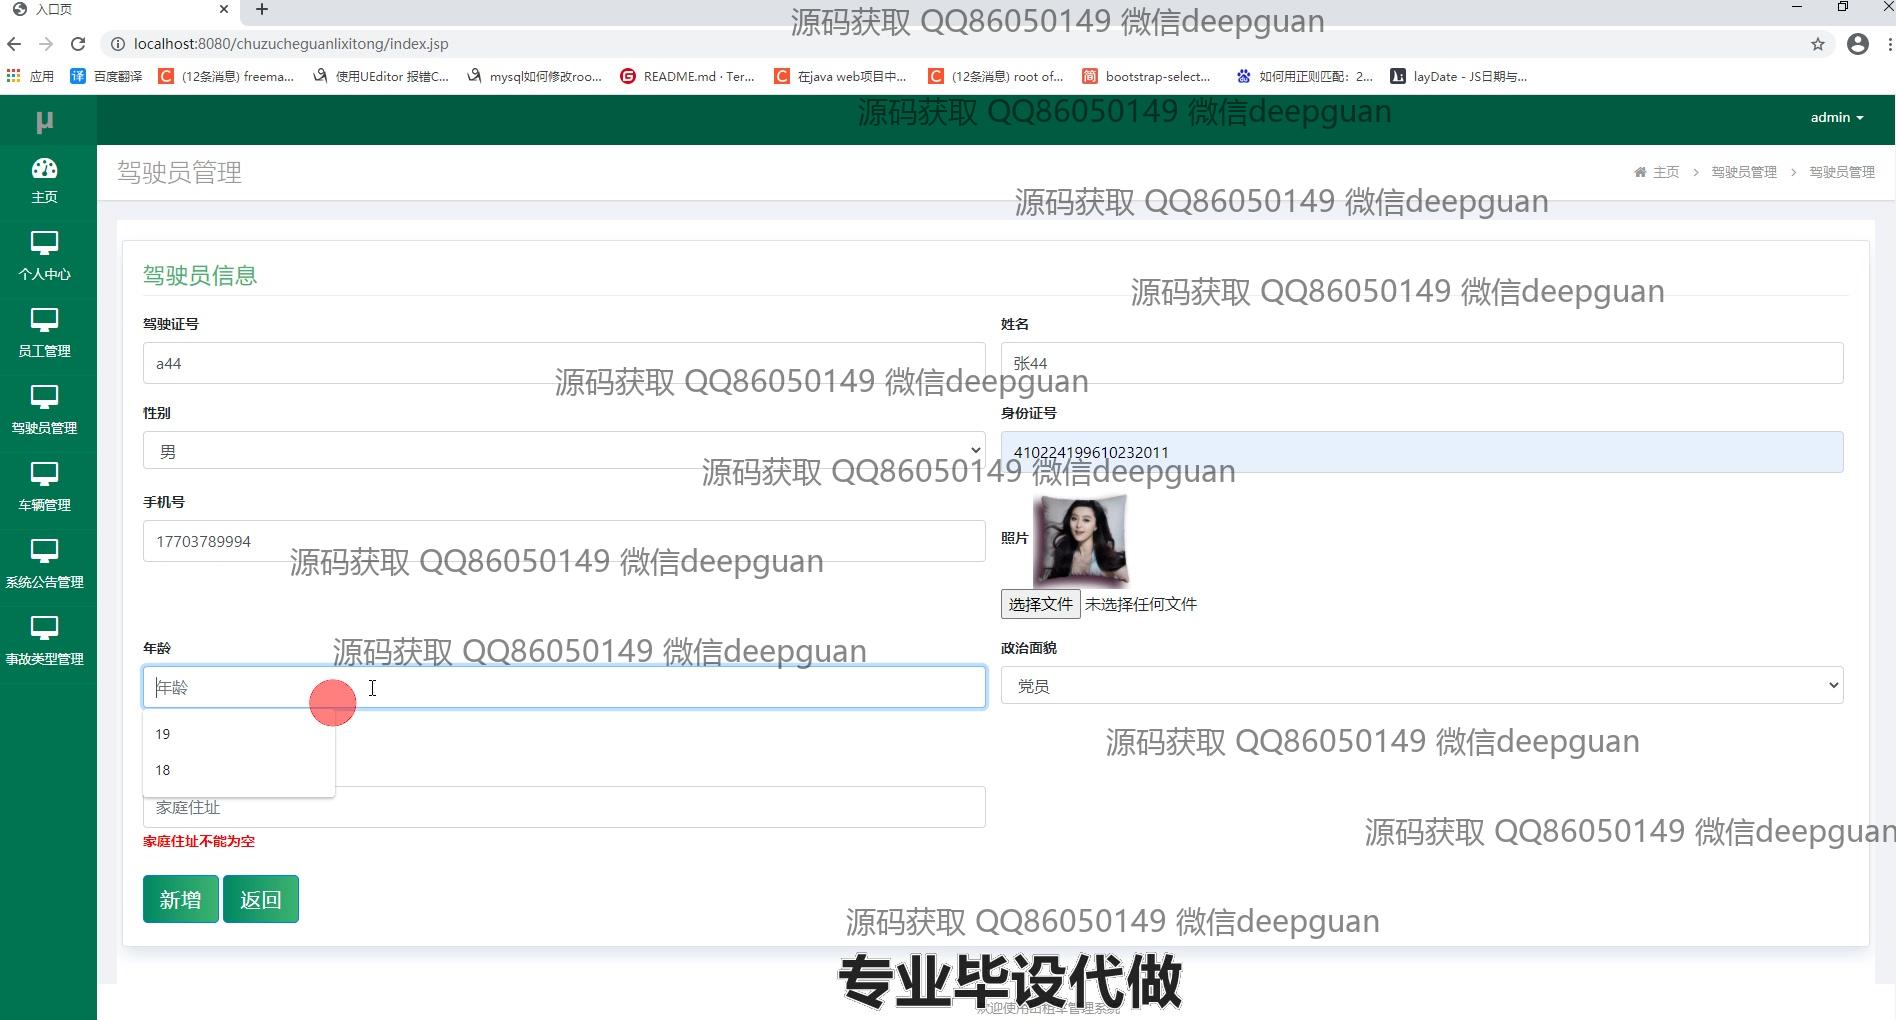 入口页
源码获取 QQ86050149 微信deepguan
localhost:8080/chuzucheguanlixitong/index.jsp
应用 百度翻译 (12条消息) freema... 使用UEditor 报错C... mysql如何修改roo... README.md · Ter... 在java web项目中... (12条消息) root of... bootstrap-select... 如何用正则匹配：2... layDate - JS日期与...
源码获取 QQ86050149 微信deepguan
μ
admin
主页
驾驶员管理
主页 > 驾驶员管理 > 驾驶员管理
源码获取 QQ86050149 微信deepguan
个人中心
驾驶员信息
源码获取 QQ86050149 微信deepguan
驾驶证号
姓名
员工管理
a44
张44
源码获取 QQ86050149 微信deepguan
性别
身份证号
驾驶员管理
男
410224199610232011
源码获取 QQ86050149 微信deepguan
手机号
车辆管理
17703789994
照片
源码获取 QQ86050149 微信deepguan
系统公告管理
选择文件 未选择任何文件
年龄
源码获取 QQ86050149 微信deepguan
政治面貌
事故类型管理
年龄
党员
19
源码获取 QQ86050149 微信deepguan
18
家庭住址
源码获取 QQ86050149 微信deepguan
家庭住址不能为空
新增 返回
源码获取 QQ86050149 微信deepguan
专业毕设代做
欢迎使用出租车管理系统